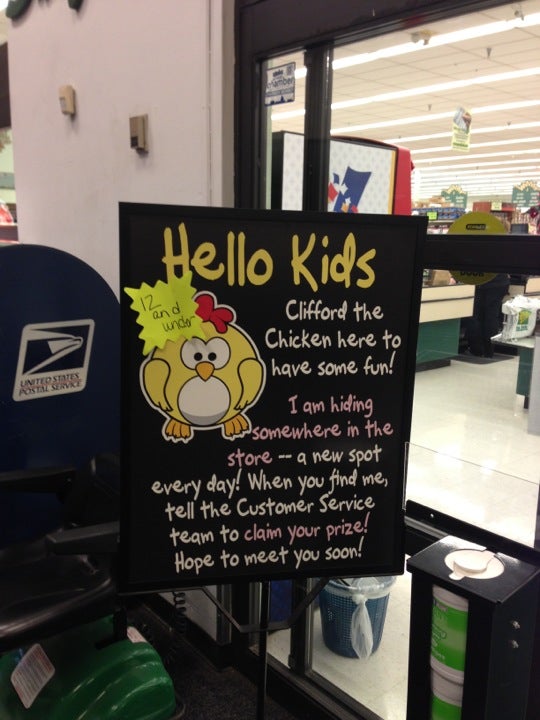 Hello Kids
12
and
under
Clifford the
Chicken here to
have some fun!
I am hiding
somewhere in the
store -- a new spot
every day! When you find me,
tell the Customer Service
team to claim your prize!
Hope to meet you soon!
UNITED STATES
POSTAL SERVICE
chamber